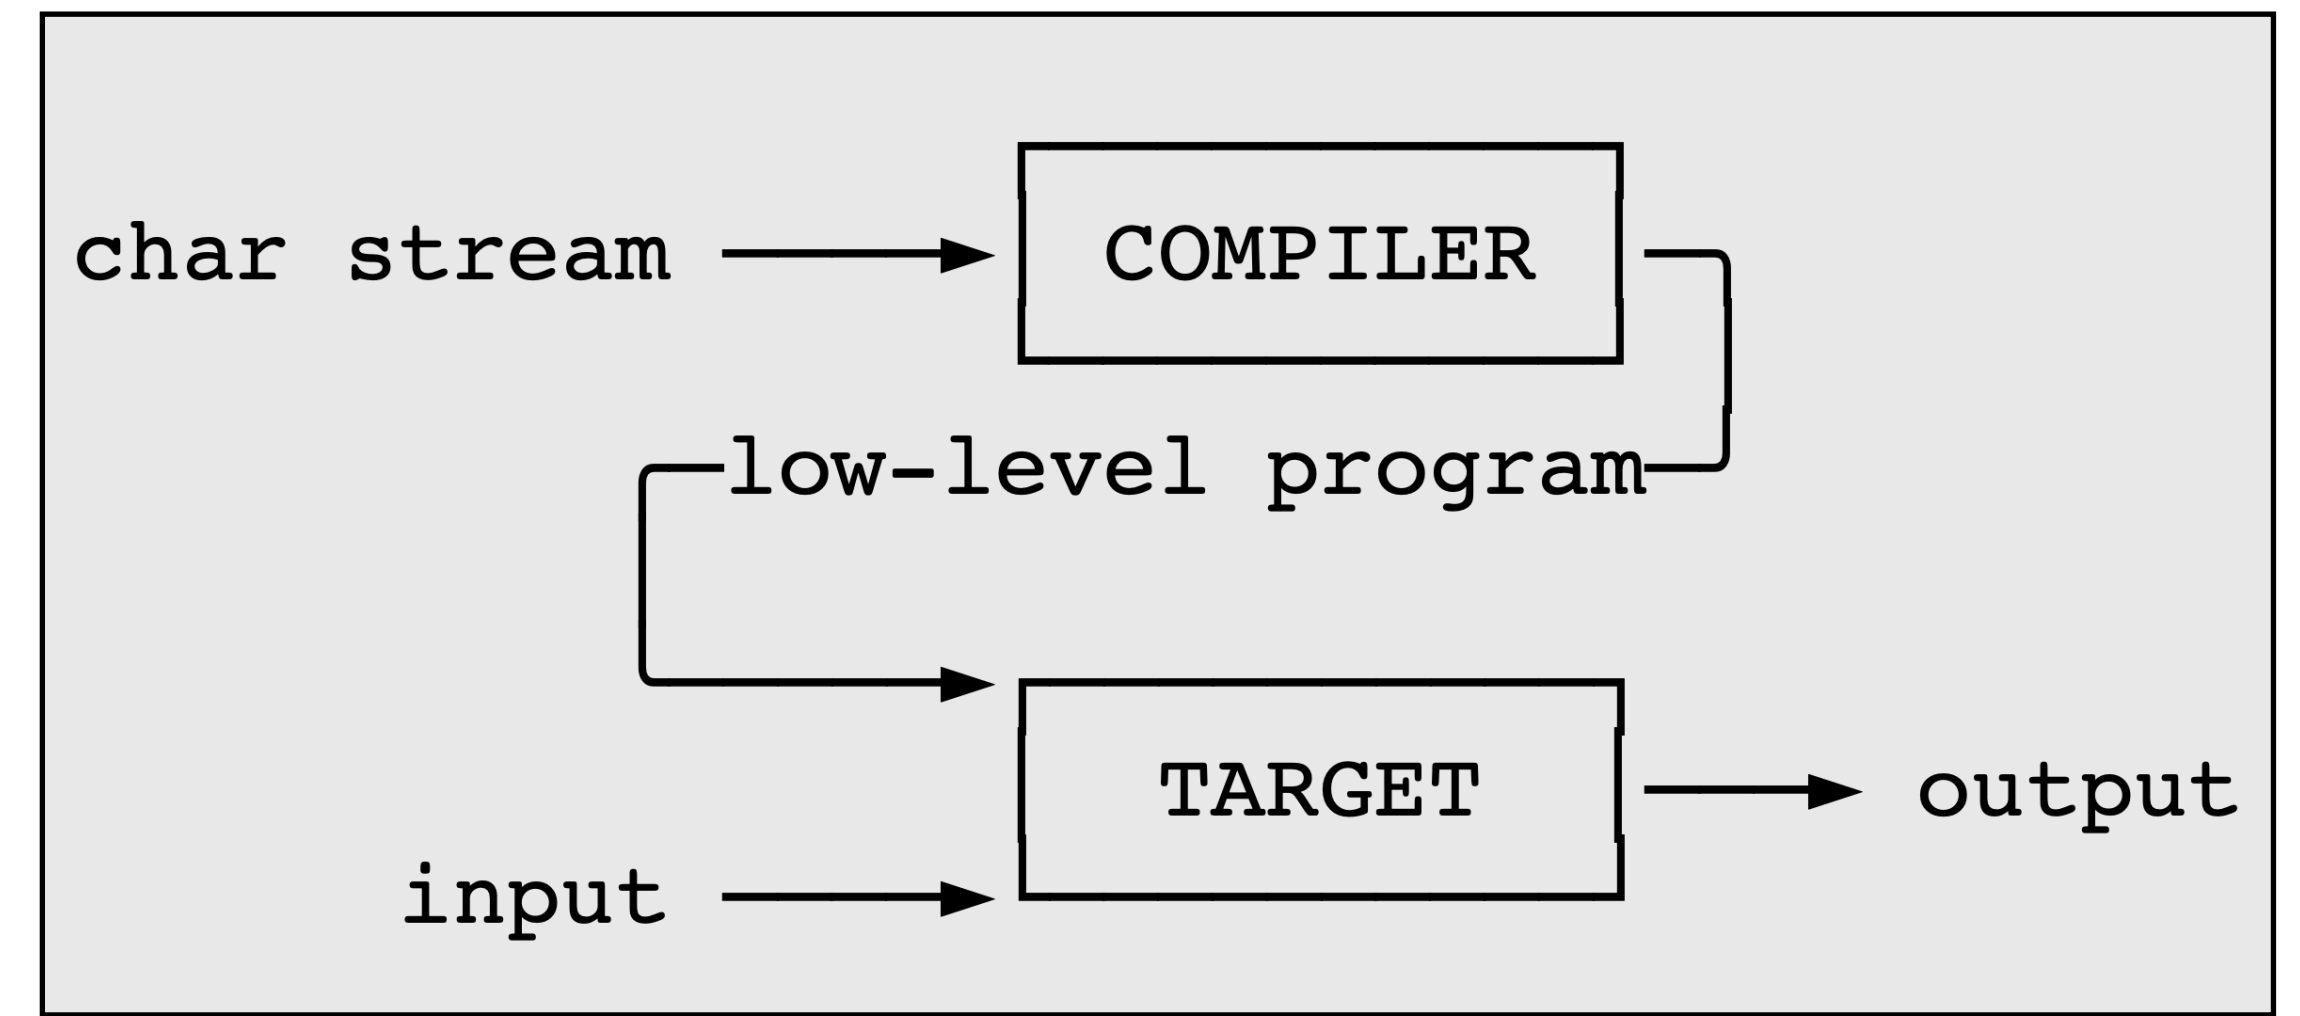 char stream
COMPILER
low-level program
TARGET
output
input